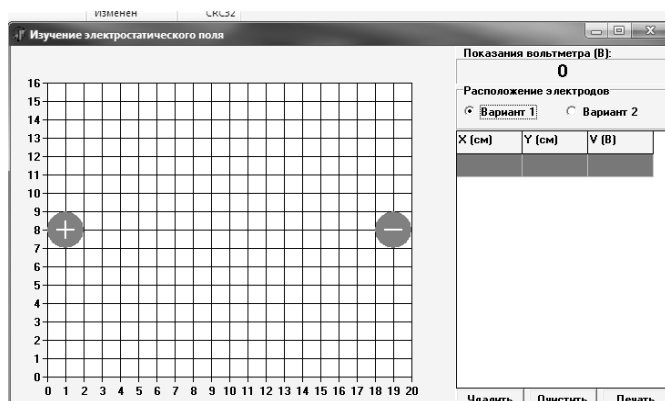 Изменен CRC32
Изучение электростатического поля
Показания вольтметра (В):
0
Расположение электродов
Вариант 1 Вариант 2
X (см) Y (см) V (В)
16
15
14
13
12
11
10
9
8
7
6
5
4
3
2
1
0
+ −
0 1 2 3 4 5 6 7 8 9 10 11 12 13 14 15 16 17 18 19 20
Удалить Очистить Печать